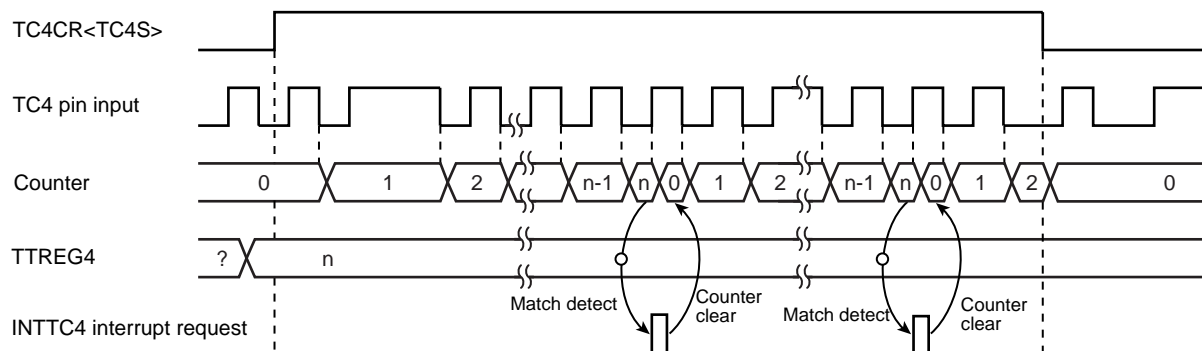 TC4CR<TC4S>
TC4 pin input
Counter
0 1 2 n-1 n 0 1 2 n-1 n 0 1 2 0
TTREG4
? n
Match detect
Counter
clear
Match detect
Counter
clear
INTTC4 interrupt request